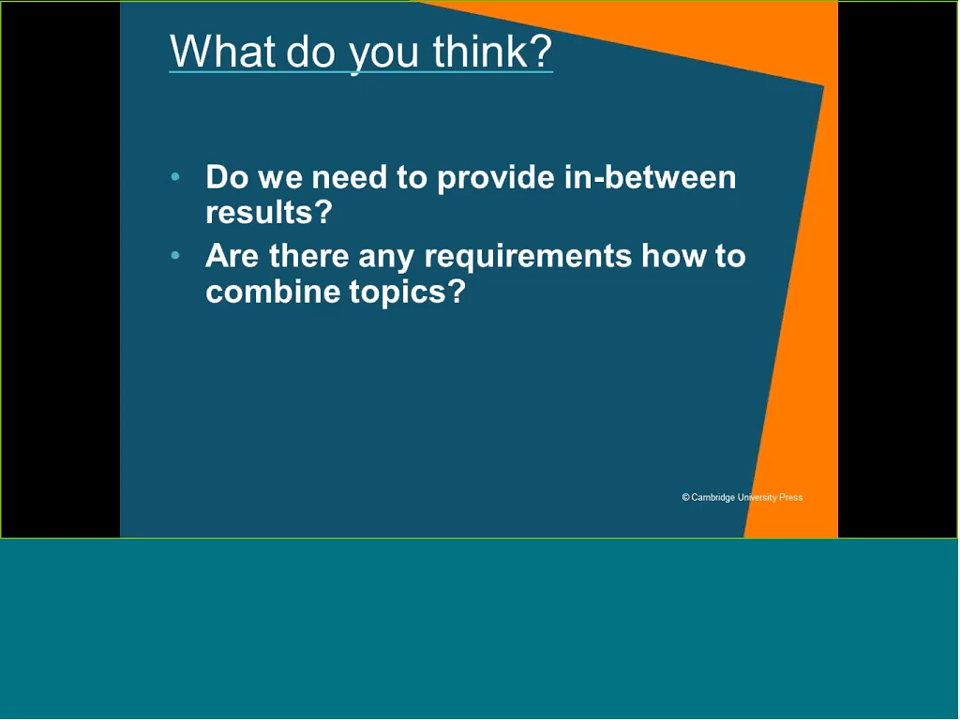 What do you think?
• Do we need to provide in-between
results?
• Are there any requirements how to
combine topics?
© Cambridge University Press